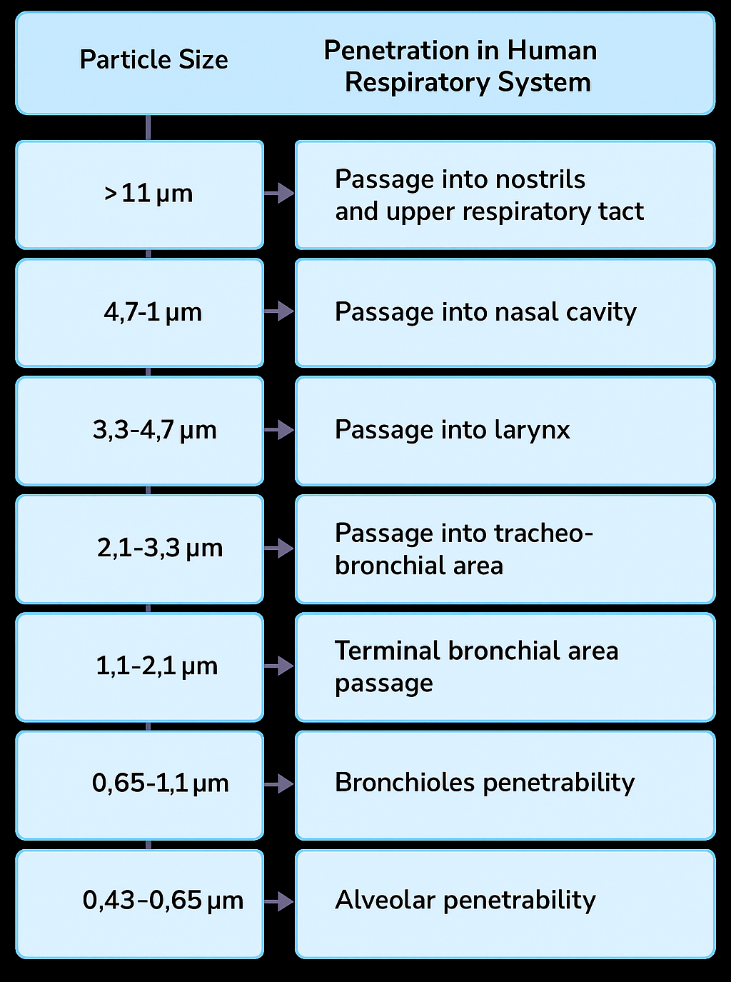 Particle Size
Penetration in Human
Respiratory System
>11 µm
Passage into nostrils
and upper respiratory tact
4,7-1 µm
Passage into nasal cavity
3,3-4,7 µm
Passage into larynx
2,1-3,3 µm
Passage into tracheo-
bronchial area
1,1-2,1 µm
Terminal bronchial area
passage
0,65-1,1 µm
Bronchioles penetrability
0,43-0,65 µm
Alveolar penetrability